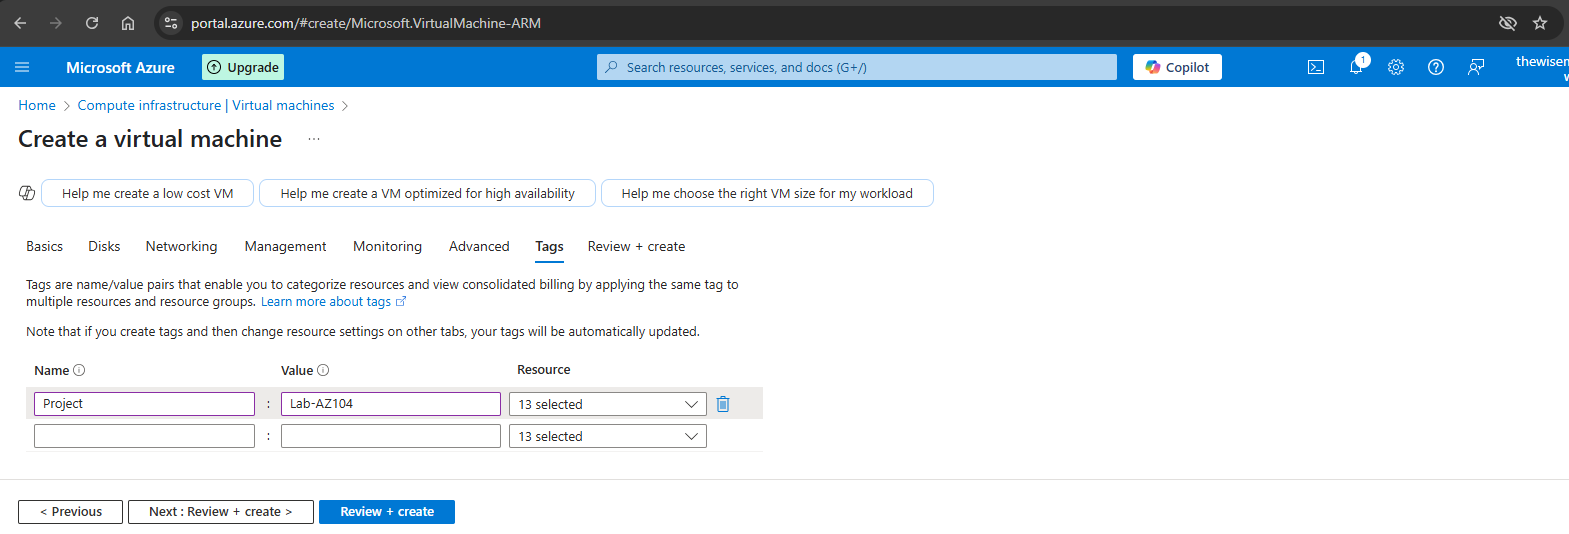 portal.azure.com/#create/Microsoft.VirtualMachine-ARM
Microsoft Azure
Upgrade
Search resources, services, and docs (G+/)
Copilot
1
Home > Compute infrastructure | Virtual machines >
Create a virtual machine ...
Help me create a low cost VM
Help me create a VM optimized for high availability
Help me choose the right VM size for my workload
Basics Disks Networking Management Monitoring Advanced Tags Review + create
Tags are name/value pairs that enable you to categorize resources and view consolidated billing by applying the same tag to
multiple resources and resource groups. Learn more about tags
Note that if you create tags and then change resource settings on other tabs, your tags will be automatically updated.
Name Value Resource
Project : Lab-AZ104 13 selected
: 13 selected
< Previous
Next : Review + create >
Review + create